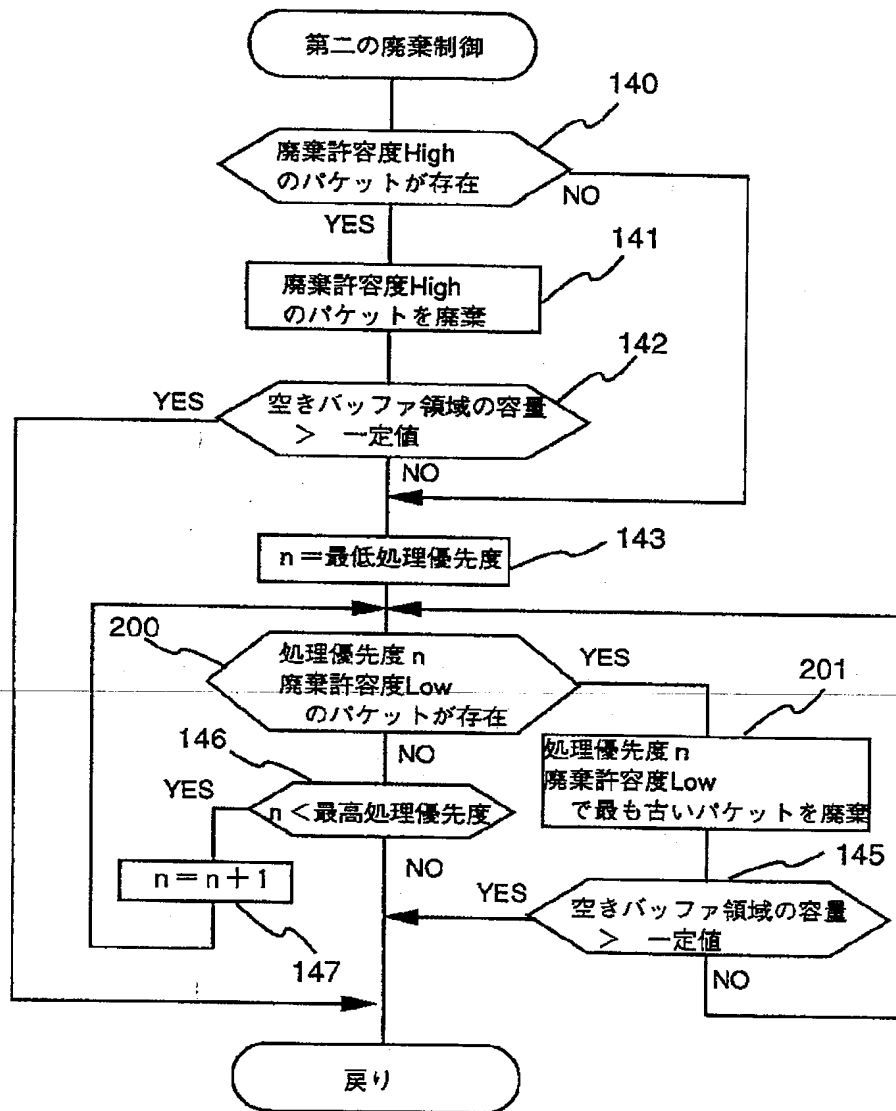 第二の廃棄制御
140
廃棄許容度High
のパケットが存在
NO
YES
141
廃棄許容度High
のパケットを廃棄
142
YES
空きバッファ領域の容量
＞ 一定値
NO
n＝最低処理優先度
143
200
処理優先度 n
廃棄許容度Low
のパケットが存在
YES
201
処理優先度 n
廃棄許容度Low
で最も古いパケットを廃棄
NO
146
YES
n＜最高処理優先度
145
NO
n＝n＋1
YES
空きバッファ領域の容量
＞ 一定値
147
NO
戻り